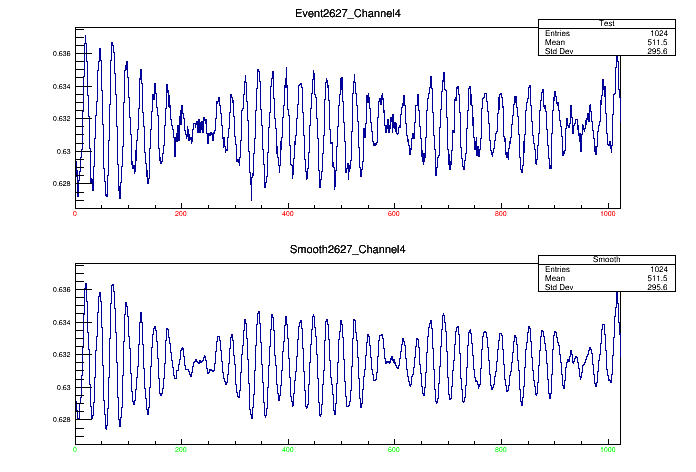 Event2627_Channel4
Test
Entries 1024
Mean 511.5
Std Dev 295.6
0.636
0.634
0.632
0.63
0.628
0 200 400 600 800 1000
Smooth2627_Channel4
Smooth
Entries 1024
Mean 511.5
Std Dev 295.6
0.636
0.634
0.632
0.63
0.628
0 200 400 600 800 1000